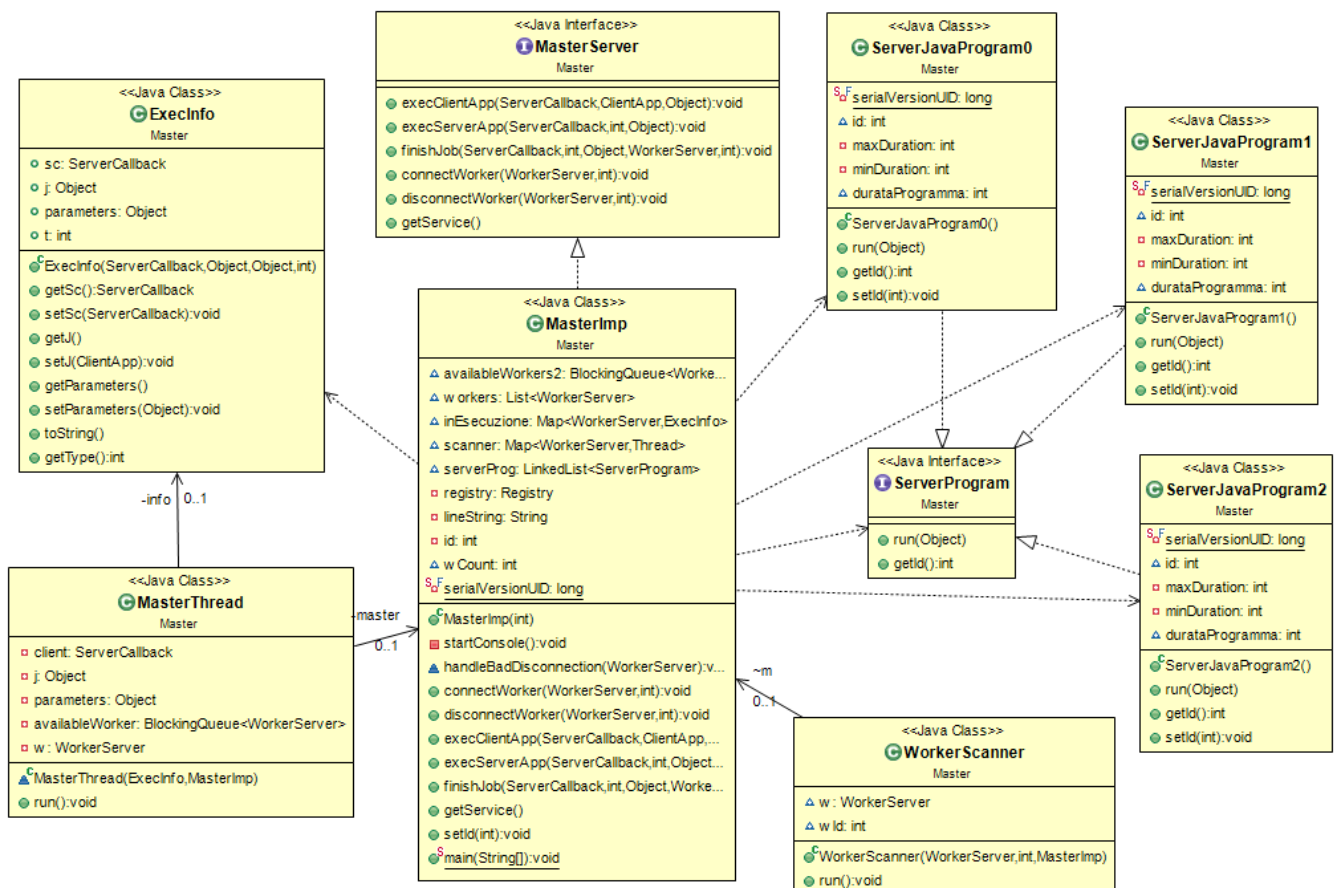 <<Java Class>>
ExecInfo
Master
sc: ServerCallback
j: Object
parameters: Object
t: int
ExecInfo(ServerCallback,Object,Object,int)
getSc():ServerCallback
setSc(ServerCallback):void
getJ()
setJ(ClientApp):void
getParameters()
setParameters(Object):void
toString()
getType():int
-info 0..1
<<Java Class>>
MasterThread
Master
client: ServerCallback
j: Object
parameters: Object
availableWorker: BlockingQueue<WorkerServer>
w : WorkerServer
MasterThread(ExecInfo,MasterImp)
run():void
-master
0..1
<<Java Interface>>
MasterServer
Master
execClientApp(ServerCallback,ClientApp,Object):void
execServerApp(ServerCallback,int,Object):void
finishJob(ServerCallback,int,Object,WorkerServer,int):void
connectWorker(WorkerServer,int):void
disconnectWorker(WorkerServer,int):void
getService()
<<Java Class>>
MasterImp
Master
availableWorkers2: BlockingQueue<Worke...
w orkers: List<WorkerServer>
inEsecuzione: Map<WorkerServer,ExecInfo>
scanner: Map<WorkerServer,Thread>
serverProg: LinkedList<ServerProgram>
registry: Registry
lineString: String
id: int
w Count: int
serialVersionUID: long
MasterImp(int)
startConsole():void
handleBadDisconnection(WorkerServer):v...
connectWorker(WorkerServer,int):void
disconnectWorker(WorkerServer,int):void
execClientApp(ServerCallback,ClientApp,...
execServerApp(ServerCallback,int,Object...
finishJob(ServerCallback,int,Object,Worke...
getService()
setId(int):void
main(String[]):void
<<Java Class>>
ServerJavaProgram0
Master
serialVersionUID: long
id: int
maxDuration: int
minDuration: int
durataProgramma: int
ServerJavaProgram0()
run(Object)
getId():int
setId(int):void
<<Java Class>>
ServerJavaProgram1
Master
serialVersionUID: long
id: int
maxDuration: int
minDuration: int
durataProgramma: int
ServerJavaProgram1()
run(Object)
getId():int
setId(int):void
<<Java Interface>>
ServerProgram
Master
run(Object)
getId():int
<<Java Class>>
ServerJavaProgram2
Master
serialVersionUID: long
id: int
maxDuration: int
minDuration: int
durataProgramma: int
ServerJavaProgram2()
run(Object)
getId():int
setId(int):void
~m
0..1
<<Java Class>>
WorkerScanner
Master
w : WorkerServer
w Id: int
WorkerScanner(WorkerServer,int,MasterImp)
run():void